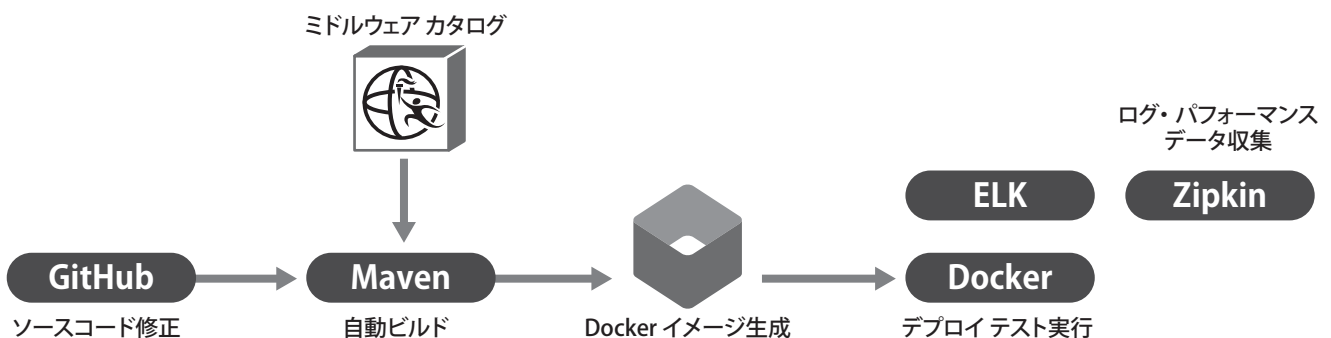 ミドルウェア カタログ
ログ・パフォーマンス
データ収集
ELK
Zipkin
GitHub
Maven
Docker
ソースコード修正
自動ビルド
Docker イメージ生成
デプロイ テスト実行